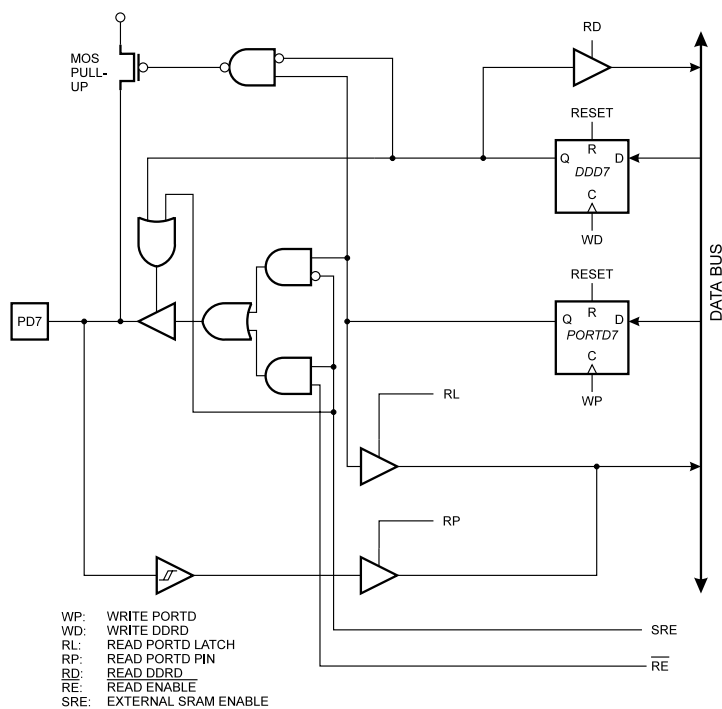 RD
MOS
PULL-
UP
RESET
R
Q
D
DDD7
C
WD
RESET
R
Q
D
PD7
PORTD7
C
WP
DATA BUS
RL
RP
SRE
RE
WP: WRITE PORTD
WD: WRITE DDRD
RL: READ PORTD LATCH
RP: READ PORTD PIN
RD: READ DDRD
RE: READ ENABLE
SRE: EXTERNAL SRAM ENABLE